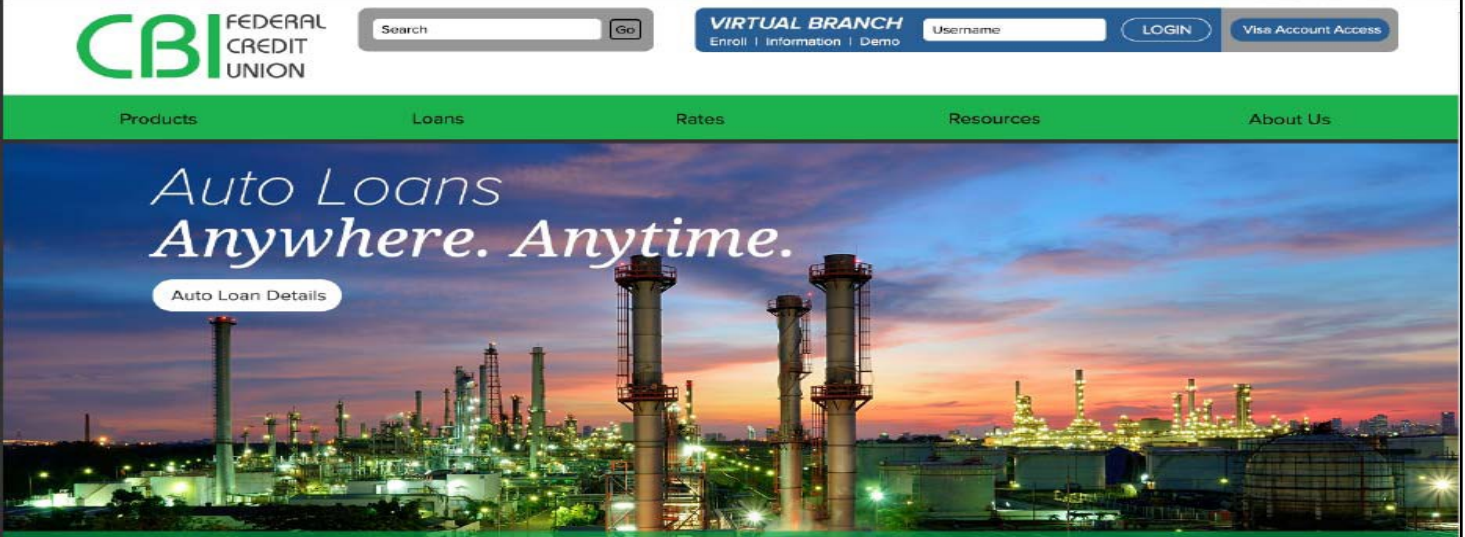 CBI FEDERAL
CREDIT
UNION
Search Go
VIRTUAL BRANCH
Enroll | Information | Demo
Username LOGIN Visa Account Access
Products Loans Rates Resources About Us
Auto Loans
Anywhere. Anytime.
Auto Loan Details